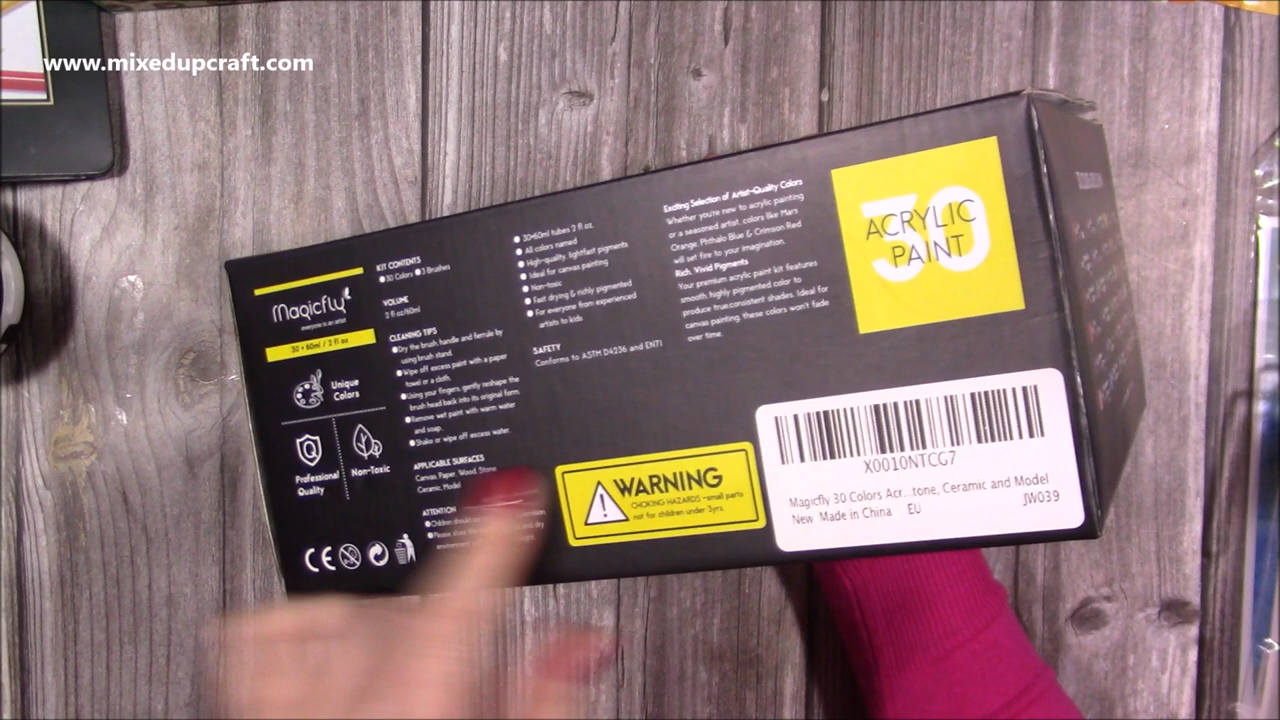 www.mixedupcraft.com
Magicfly
everyone is an artist
30 • 60ml / 2 fl oz
Unique
Colors
Professional
Quality
Non-Toxic
CE
KIT CONTENTS
30 Colors 3 Brushes
VOLUME
2 fl oz/60ml
CLEANING TIPS
Dry the brush, handle and ferrule by
using brush stand.
Wipe off excess paint with a paper
towel or a cloth.
Using your fingers, gently reshape the
brush head back into its original form.
Remove wet paint with warm water
and soap.
Shake or wipe off excess water.
APPLICABLE SURFACES
Canvas, Paper, Wood, Stone
Ceramic, Model
ATTENTION
Children should
Please store
and dry
environment
30•60ml tubes 2 fl oz.
All colors named
High-quality, lightfast pigments
Ideal for canvas painting
Non-toxic
Fast drying & richly pigmented
For everyone from experienced
artists to kids
SAFETY
Conforms to ASTM D4236 and EN71
Exciting Selection of Artist-Quality Colors
Whether you're new to acrylic painting
or a seasoned artist, colors like Mars
Orange, Phthalo Blue & Crimson Red
will set fire to your imagination.
Rich, Vivid Pigments
Your premium acrylic paint kit features
smooth, highly pigmented color to
produce true,consistent shades. Ideal for
canvas painting, these colors won't fade
over time.
30
ACRYLIC
PAINT
WARNING
CHOKING HAZARDS -small parts
not for children under 3yrs.
X0010NTCG7
Magicfly 30 Colors Acr...tone, Ceramic and Model
New Made in China EU JW039